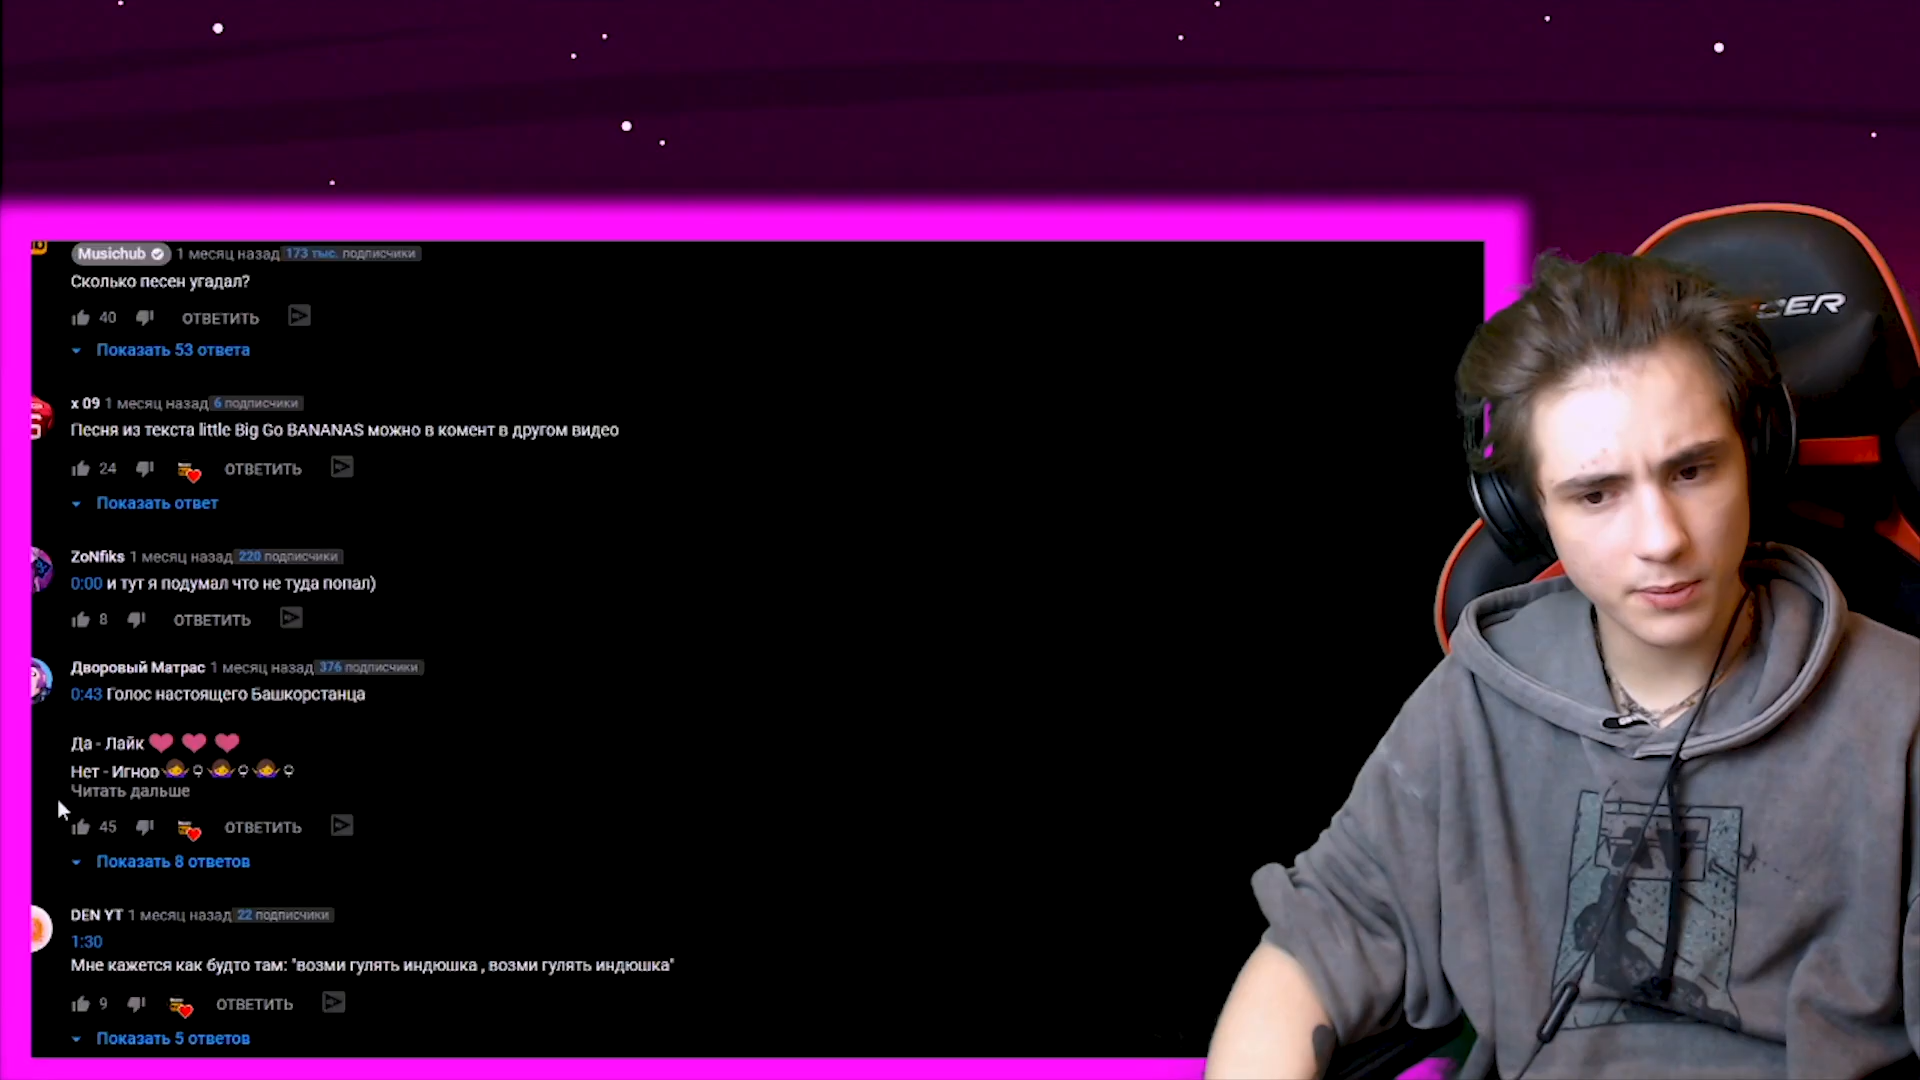 Musichub 1 месяц назад 173 тыс. подписчики
Сколько песен угадал?
40 ОТВЕТИТЬ
Показать 53 ответа
x 09 1 месяц назад 6 подписчики
Песня из текста little Big Go BANANAS можно в комент в другом видео
24 ОТВЕТИТЬ
Показать ответ
ZoNfiks 1 месяц назад 220 подписчики
0:00 и тут я подумал что не туда попал)
8 ОТВЕТИТЬ
Дворовый Матрас 1 месяц назад 376 подписчики
0:43 Голос настоящего Башкорстанца
Да - Лайк
Нет - Игнор
Читать дальше
45 ОТВЕТИТЬ
Показать 8 ответов
DEN YT 1 месяц назад 22 подписчики
1:30
Мне кажется как будто там: "возми гулять индюшка , возми гулять индюшка"
9 ОТВЕТИТЬ
Показать 5 ответов